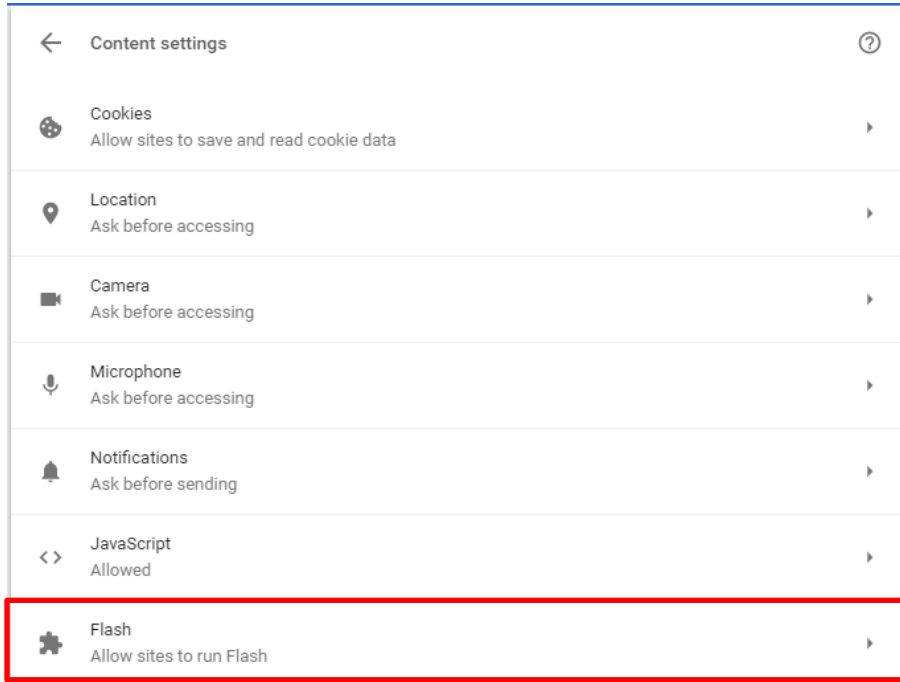 Content settings
Cookies
Allow sites to save and read cookie data
Location
Ask before accessing
Camera
Ask before accessing
Microphone
Ask before accessing
Notifications
Ask before sending
JavaScript
Allowed
Flash
Allow sites to run Flash